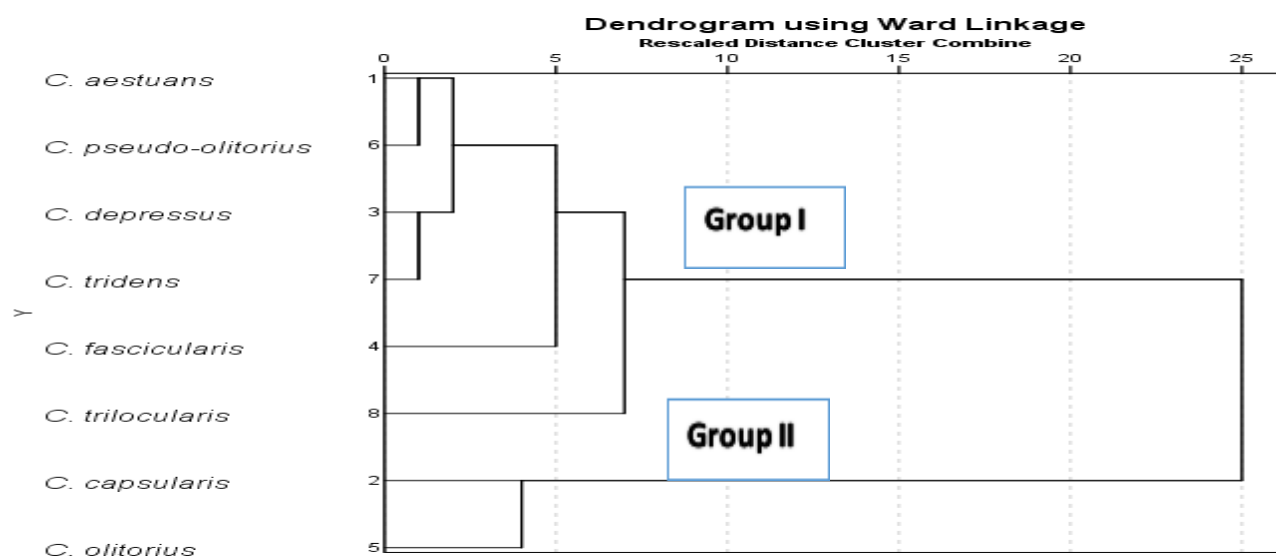 Dendrogram using Ward Linkage
Rescaled Distance Cluster Combine
0 5 10 15 20 25
C. aestuans 1
C. pseudo-olitorius 6
C. depressus 3
Group I
C. tridens 7
Y
C. fascicularis 4
C. trilocularis 8
Group II
C. capsularis 2
C. olitorius 5